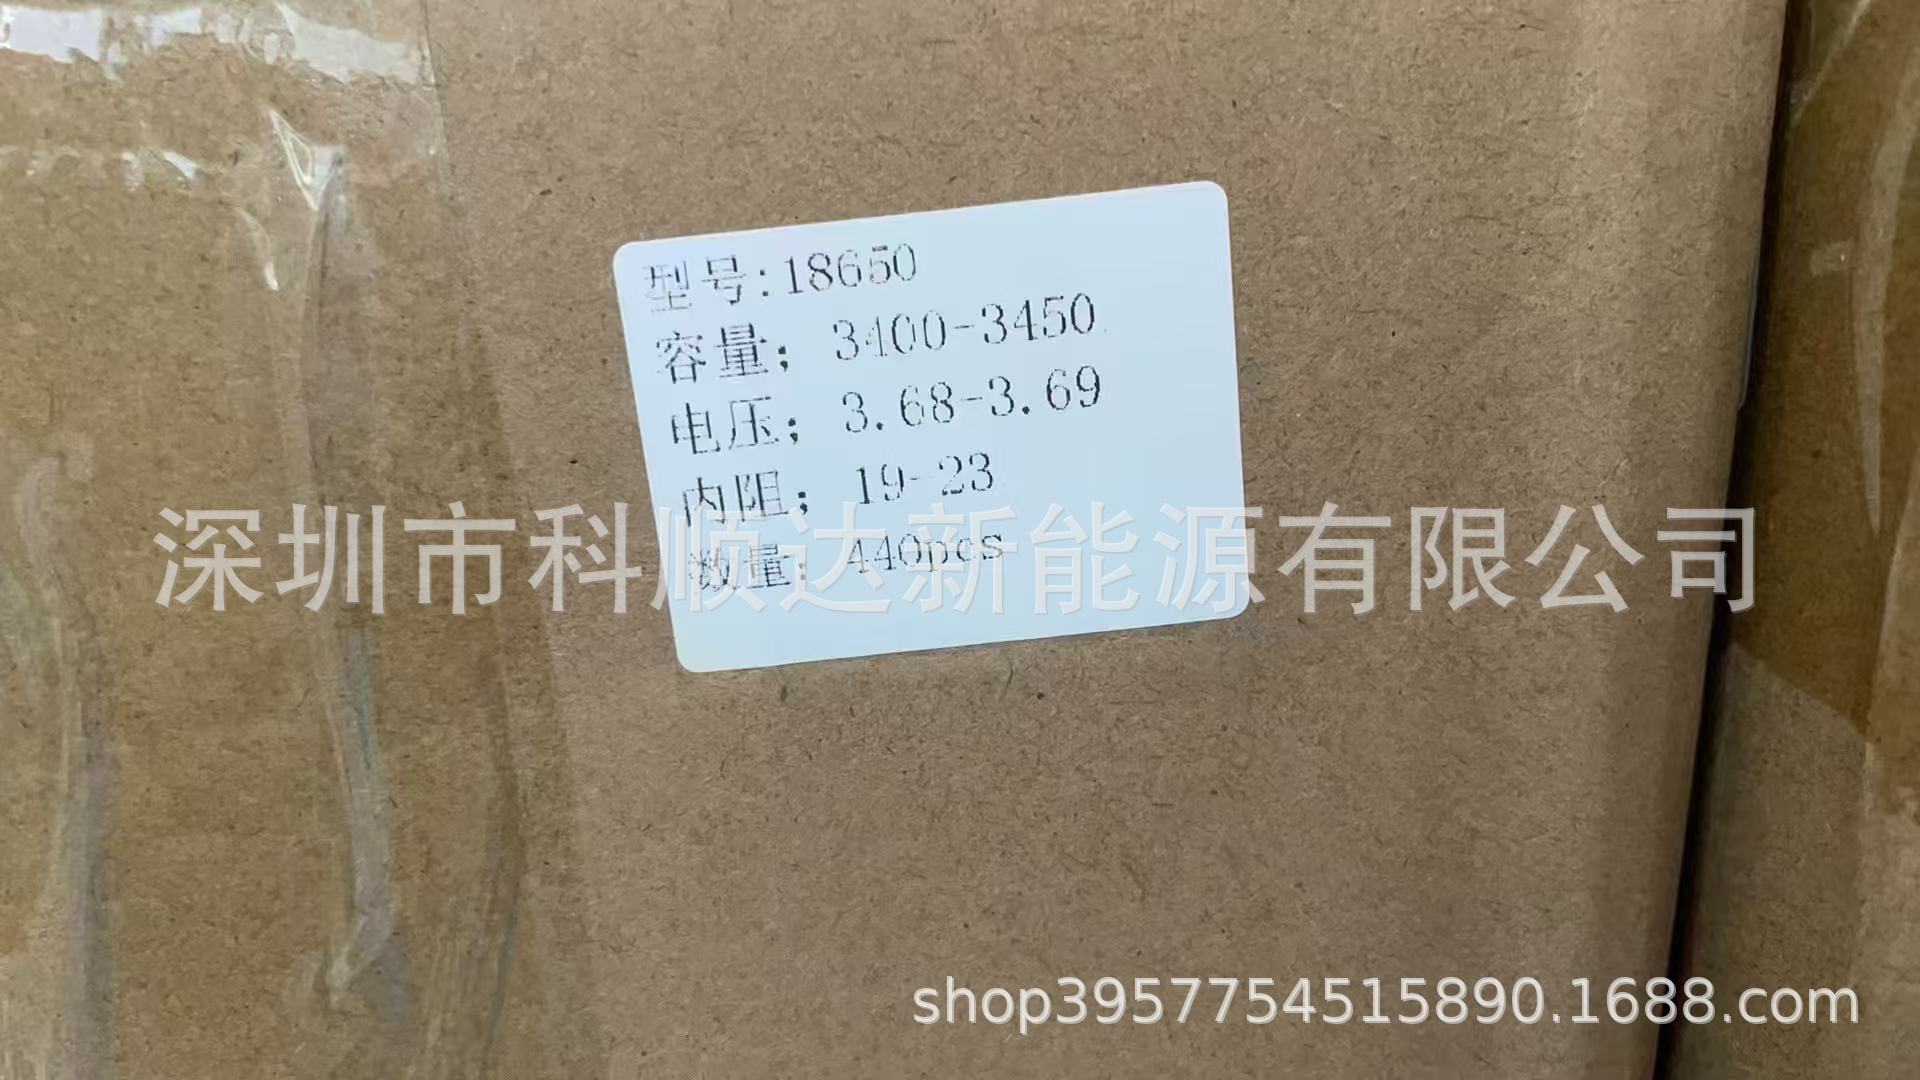 型号:18650
容量; 3400-3450
电压; 3.68-3.69
内阻; 19-23
数量; 440pcs
深圳市科顺达新能源有限公司
shop3957754515890.1688.com